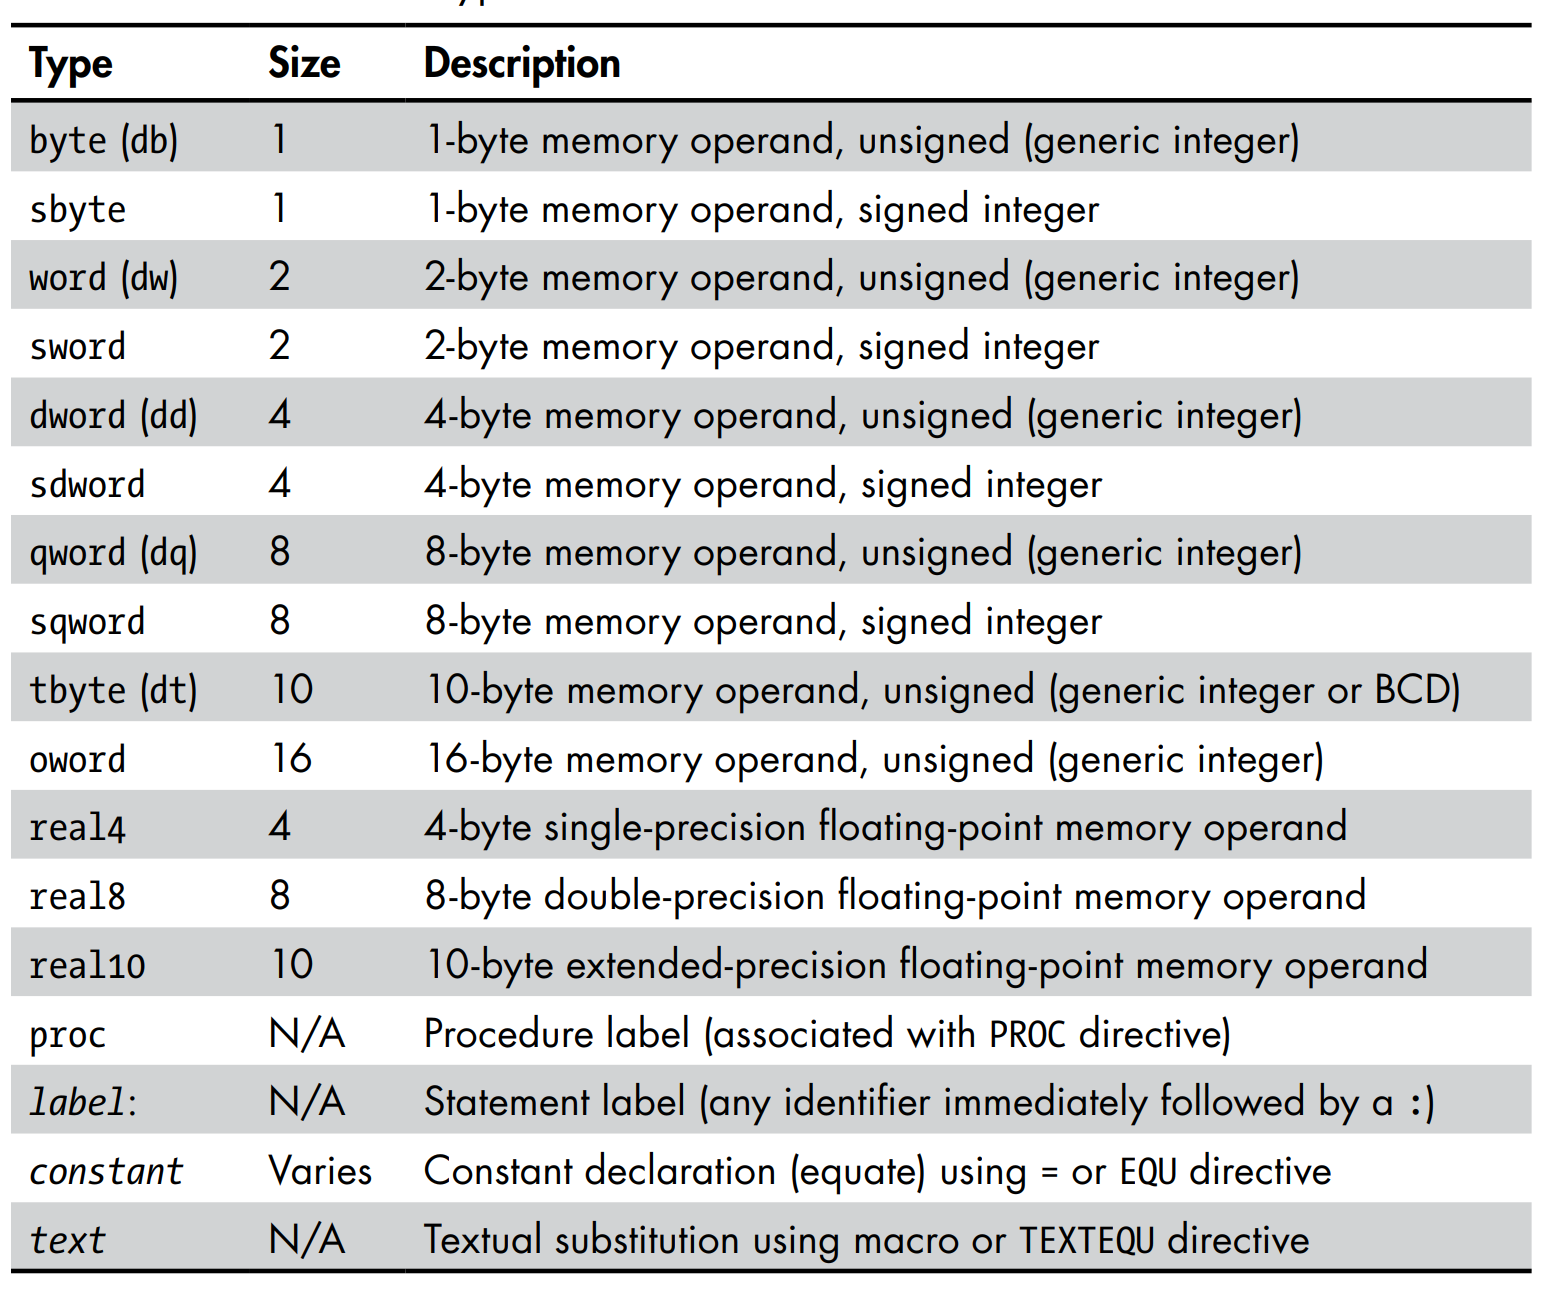 Type Size Description
byte (db) 1 1-byte memory operand, unsigned (generic integer)
sbyte 1 1-byte memory operand, signed integer
word (dw) 2 2-byte memory operand, unsigned (generic integer)
sword 2 2-byte memory operand, signed integer
dword (dd) 4 4-byte memory operand, unsigned (generic integer)
sdword 4 4-byte memory operand, signed integer
qword (dq) 8 8-byte memory operand, unsigned (generic integer)
sqword 8 8-byte memory operand, signed integer
tbyte (dt) 10 10-byte memory operand, unsigned (generic integer or BCD)
oword 16 16-byte memory operand, unsigned (generic integer)
real4 4 4-byte single-precision floating-point memory operand
real8 8 8-byte double-precision floating-point memory operand
real10 10 10-byte extended-precision floating-point memory operand
proc N/A Procedure label (associated with PROC directive)
label: N/A Statement label (any identifier immediately followed by a :)
constant Varies Constant declaration (equate) using = or EQU directive
text N/A Textual substitution using macro or TEXTEQU directive